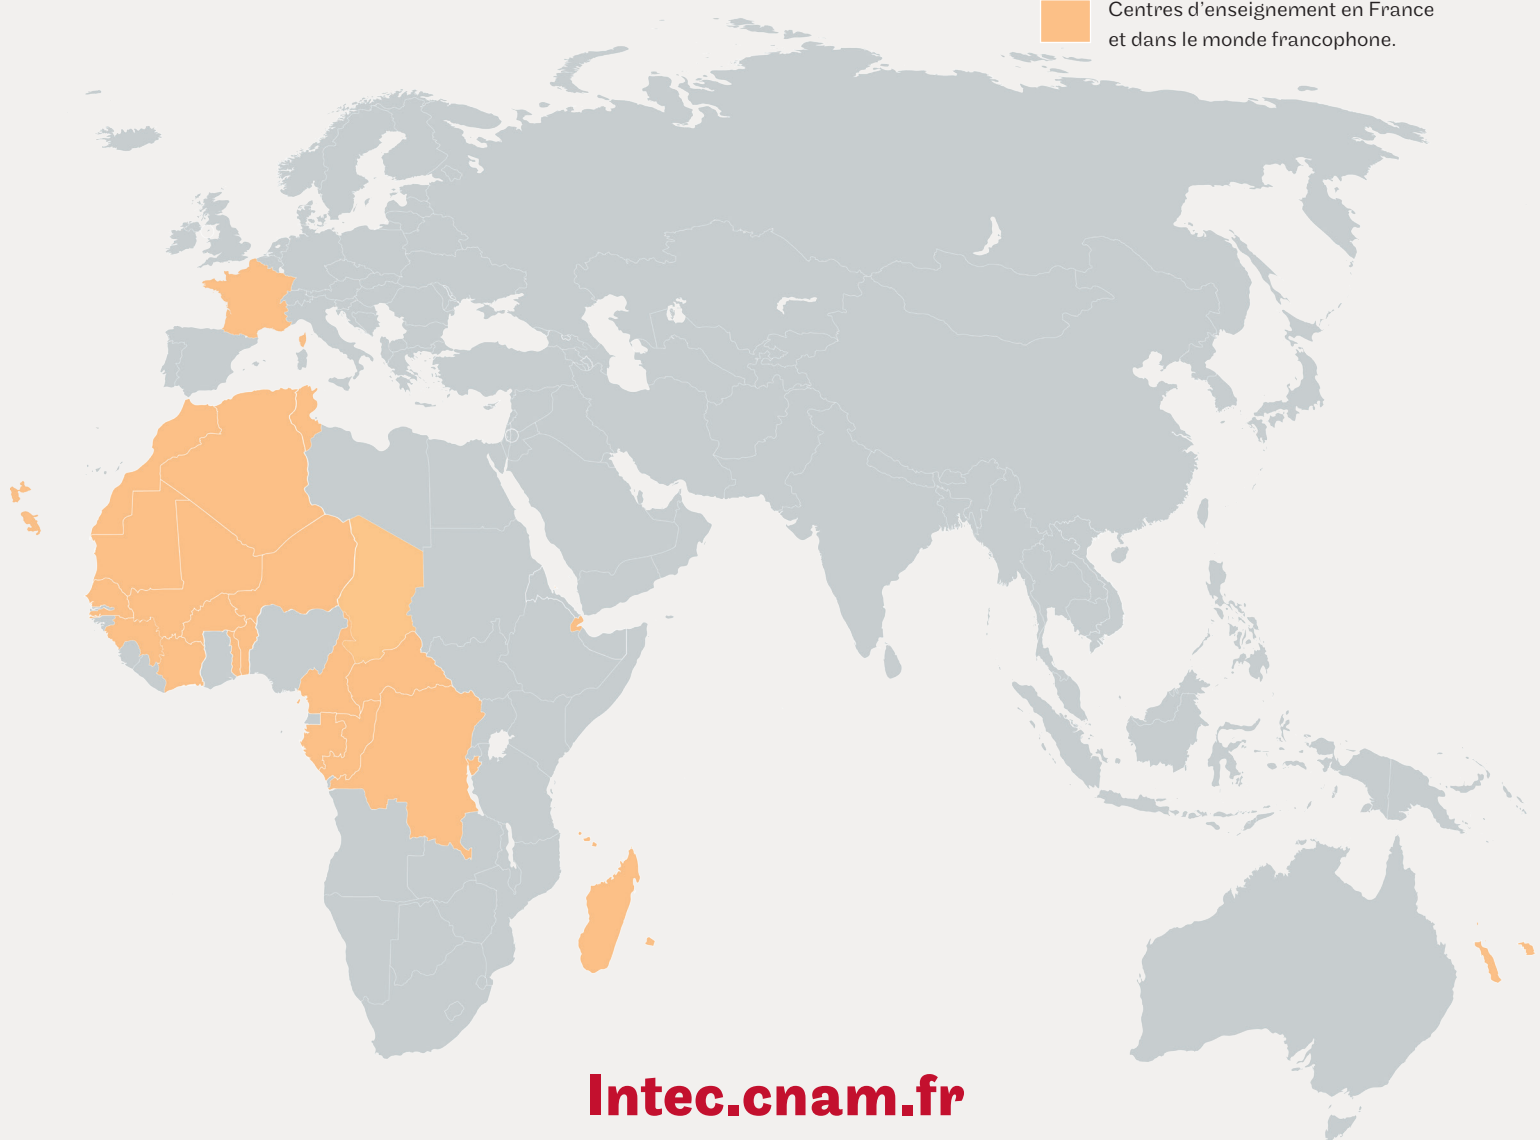 Centres d’enseignement en France
et dans le monde francophone.
Intec.cnam.fr